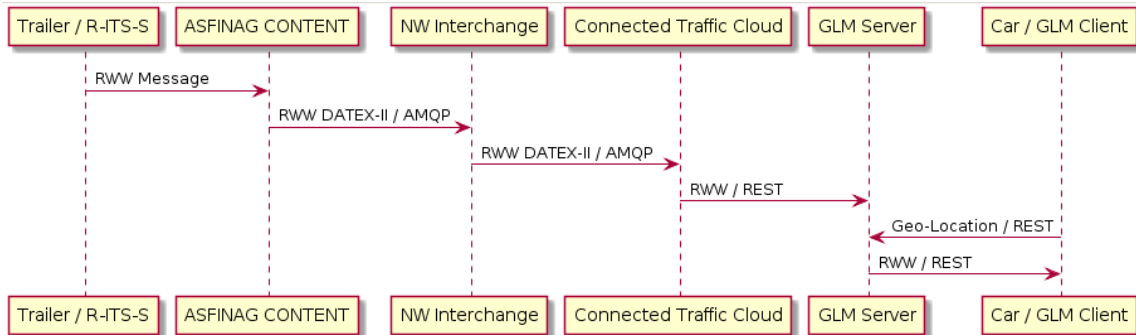 Trailer / R-ITS-S ASFINAG CONTENT NW Interchange Connected Traffic Cloud GLM Server Car / GLM Client
RWW Message
RWW DATEX-II / AMQP
RWW DATEX-II / AMQP
RWW / REST
Geo-Location / REST
RWW / REST
Trailer / R-ITS-S ASFINAG CONTENT NW Interchange Connected Traffic Cloud GLM Server Car / GLM Client